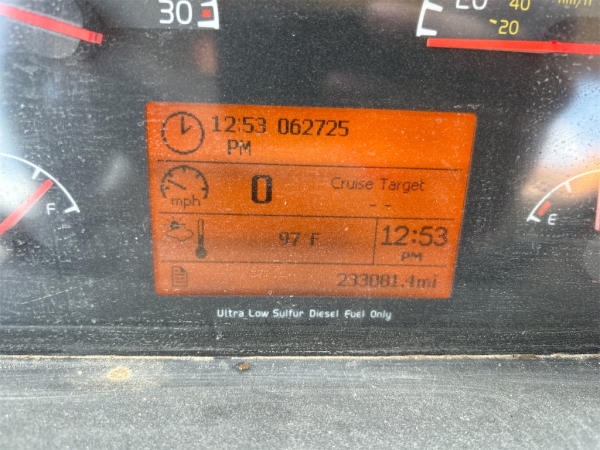 30
20 40
20
12:53 062725
PM
mph
0
Cruise Target
- -
97 F
12:53
PM
233081.4mi
F
E
Ultra Low Sulfur Diesel Fuel Only